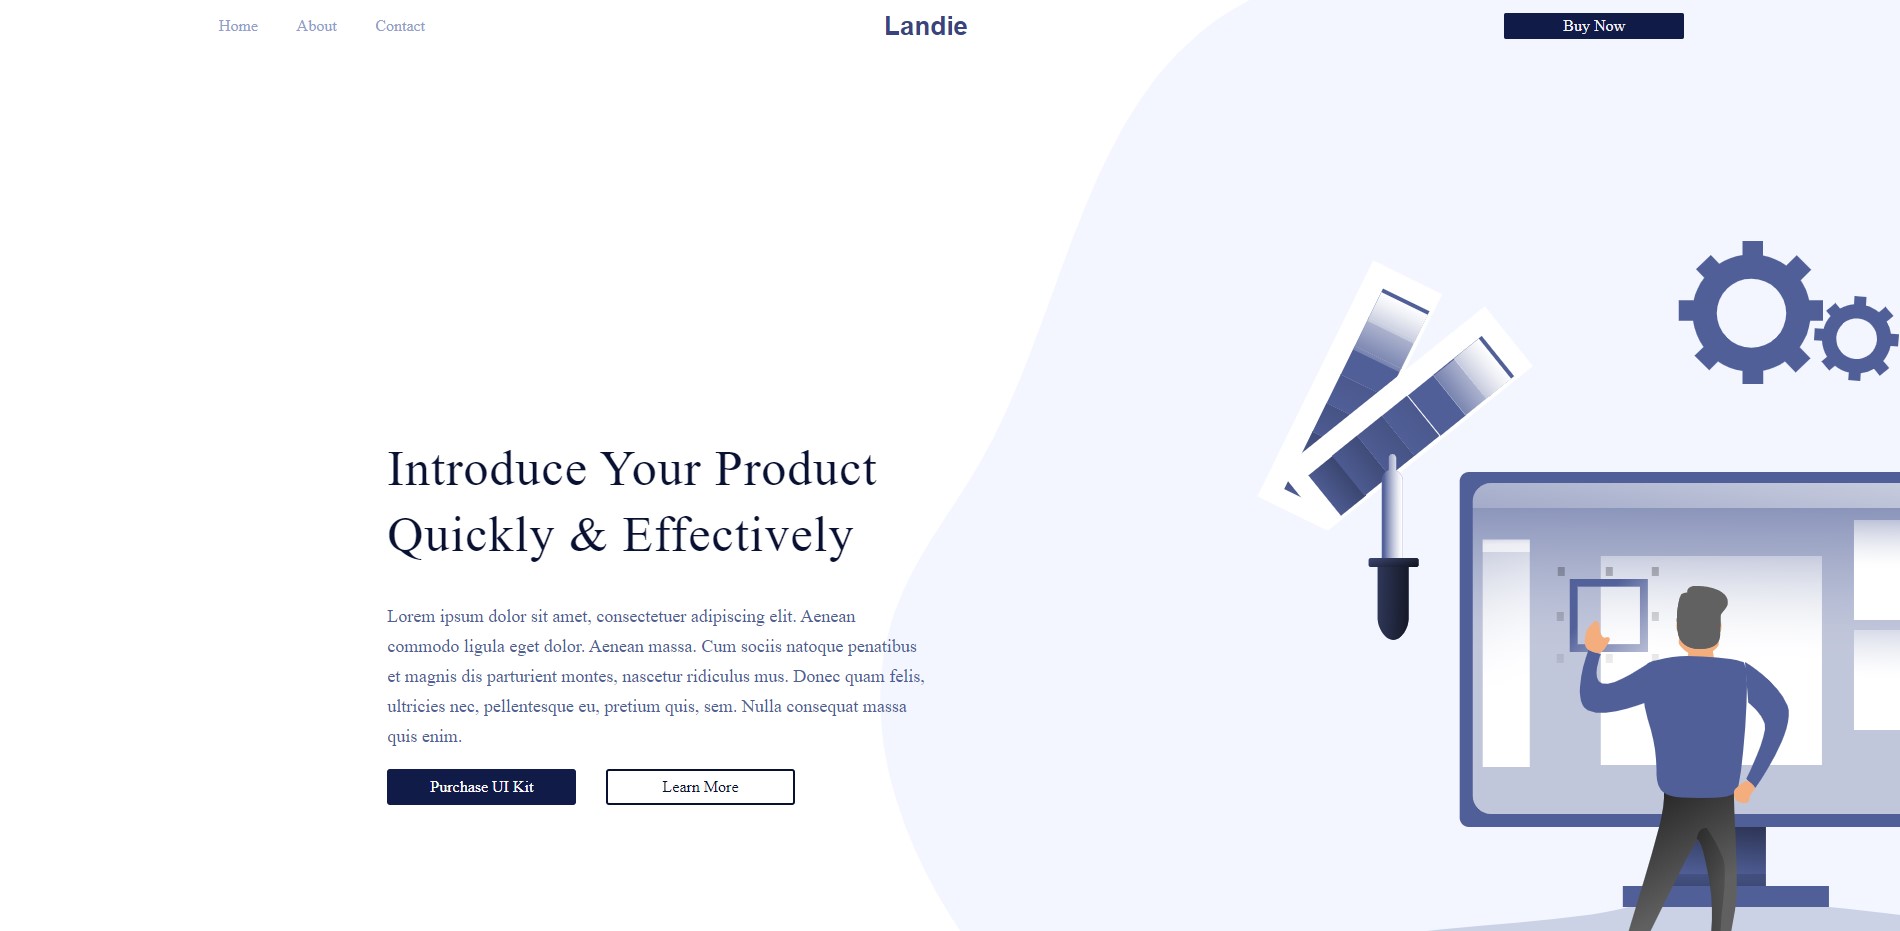 Home About Contact Landie Buy Now
Introduce Your Product
Quickly & Effectively
Lorem ipsum dolor sit amet, consectetuer adipiscing elit. Aenean
commodo ligula eget dolor. Aenean massa. Cum sociis natoque penatibus
et magnis dis parturient montes, nascetur ridiculus mus. Donec quam felis,
ultricies nec, pellentesque eu, pretium quis, sem. Nulla consequat massa
quis enim.
Purchase UI Kit Learn More